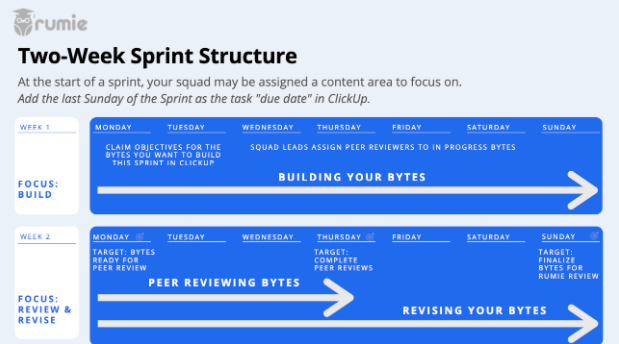 rumie
Two-Week Sprint Structure
At the start of a sprint, your squad may be assigned a content area to focus on.
Add the last Sunday of the Sprint as the task "due date" in ClickUp.
WEEK 1
MONDAY TUESDAY WEDNESDAY THURSDAY FRIDAY SATURDAY SUNDAY
CLAIM OBJECTIVES FOR THE
BYTES YOU WANT TO BUILD
THIS SPRINT IN CLICKUP
SQUAD LEADS ASSIGN PEER REVIEWERS TO IN PROGRESS BYTES
FOCUS:
BUILD
BUILDING YOUR BYTES
WEEK 2
MONDAY TUESDAY WEDNESDAY THURSDAY FRIDAY SATURDAY SUNDAY
TARGET: BYTES
READY FOR
PEER REVIEW
TARGET:
COMPLETE
PEER REVIEWS
TARGET:
FINALIZE
BYTES FOR
RUMIE REVIEW
PEER REVIEWING BYTES
FOCUS:
REVIEW &
REVISE
REVISING YOUR BYTES